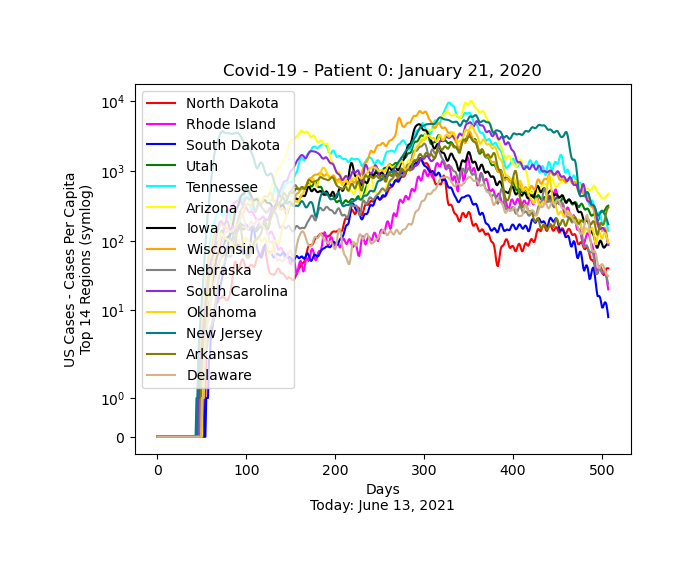 Covid-19 - Patient 0: January 21, 2020
US Cases - Cases Per Capita
Top 14 Regions (symlog)
10^4
10^3
10^2
10^1
10^0
0
North Dakota
Rhode Island
South Dakota
Utah
Tennessee
Arizona
Iowa
Wisconsin
Nebraska
South Carolina
Oklahoma
New Jersey
Arkansas
Delaware
0 100 200 300 400 500
Days
Today: June 13, 2021